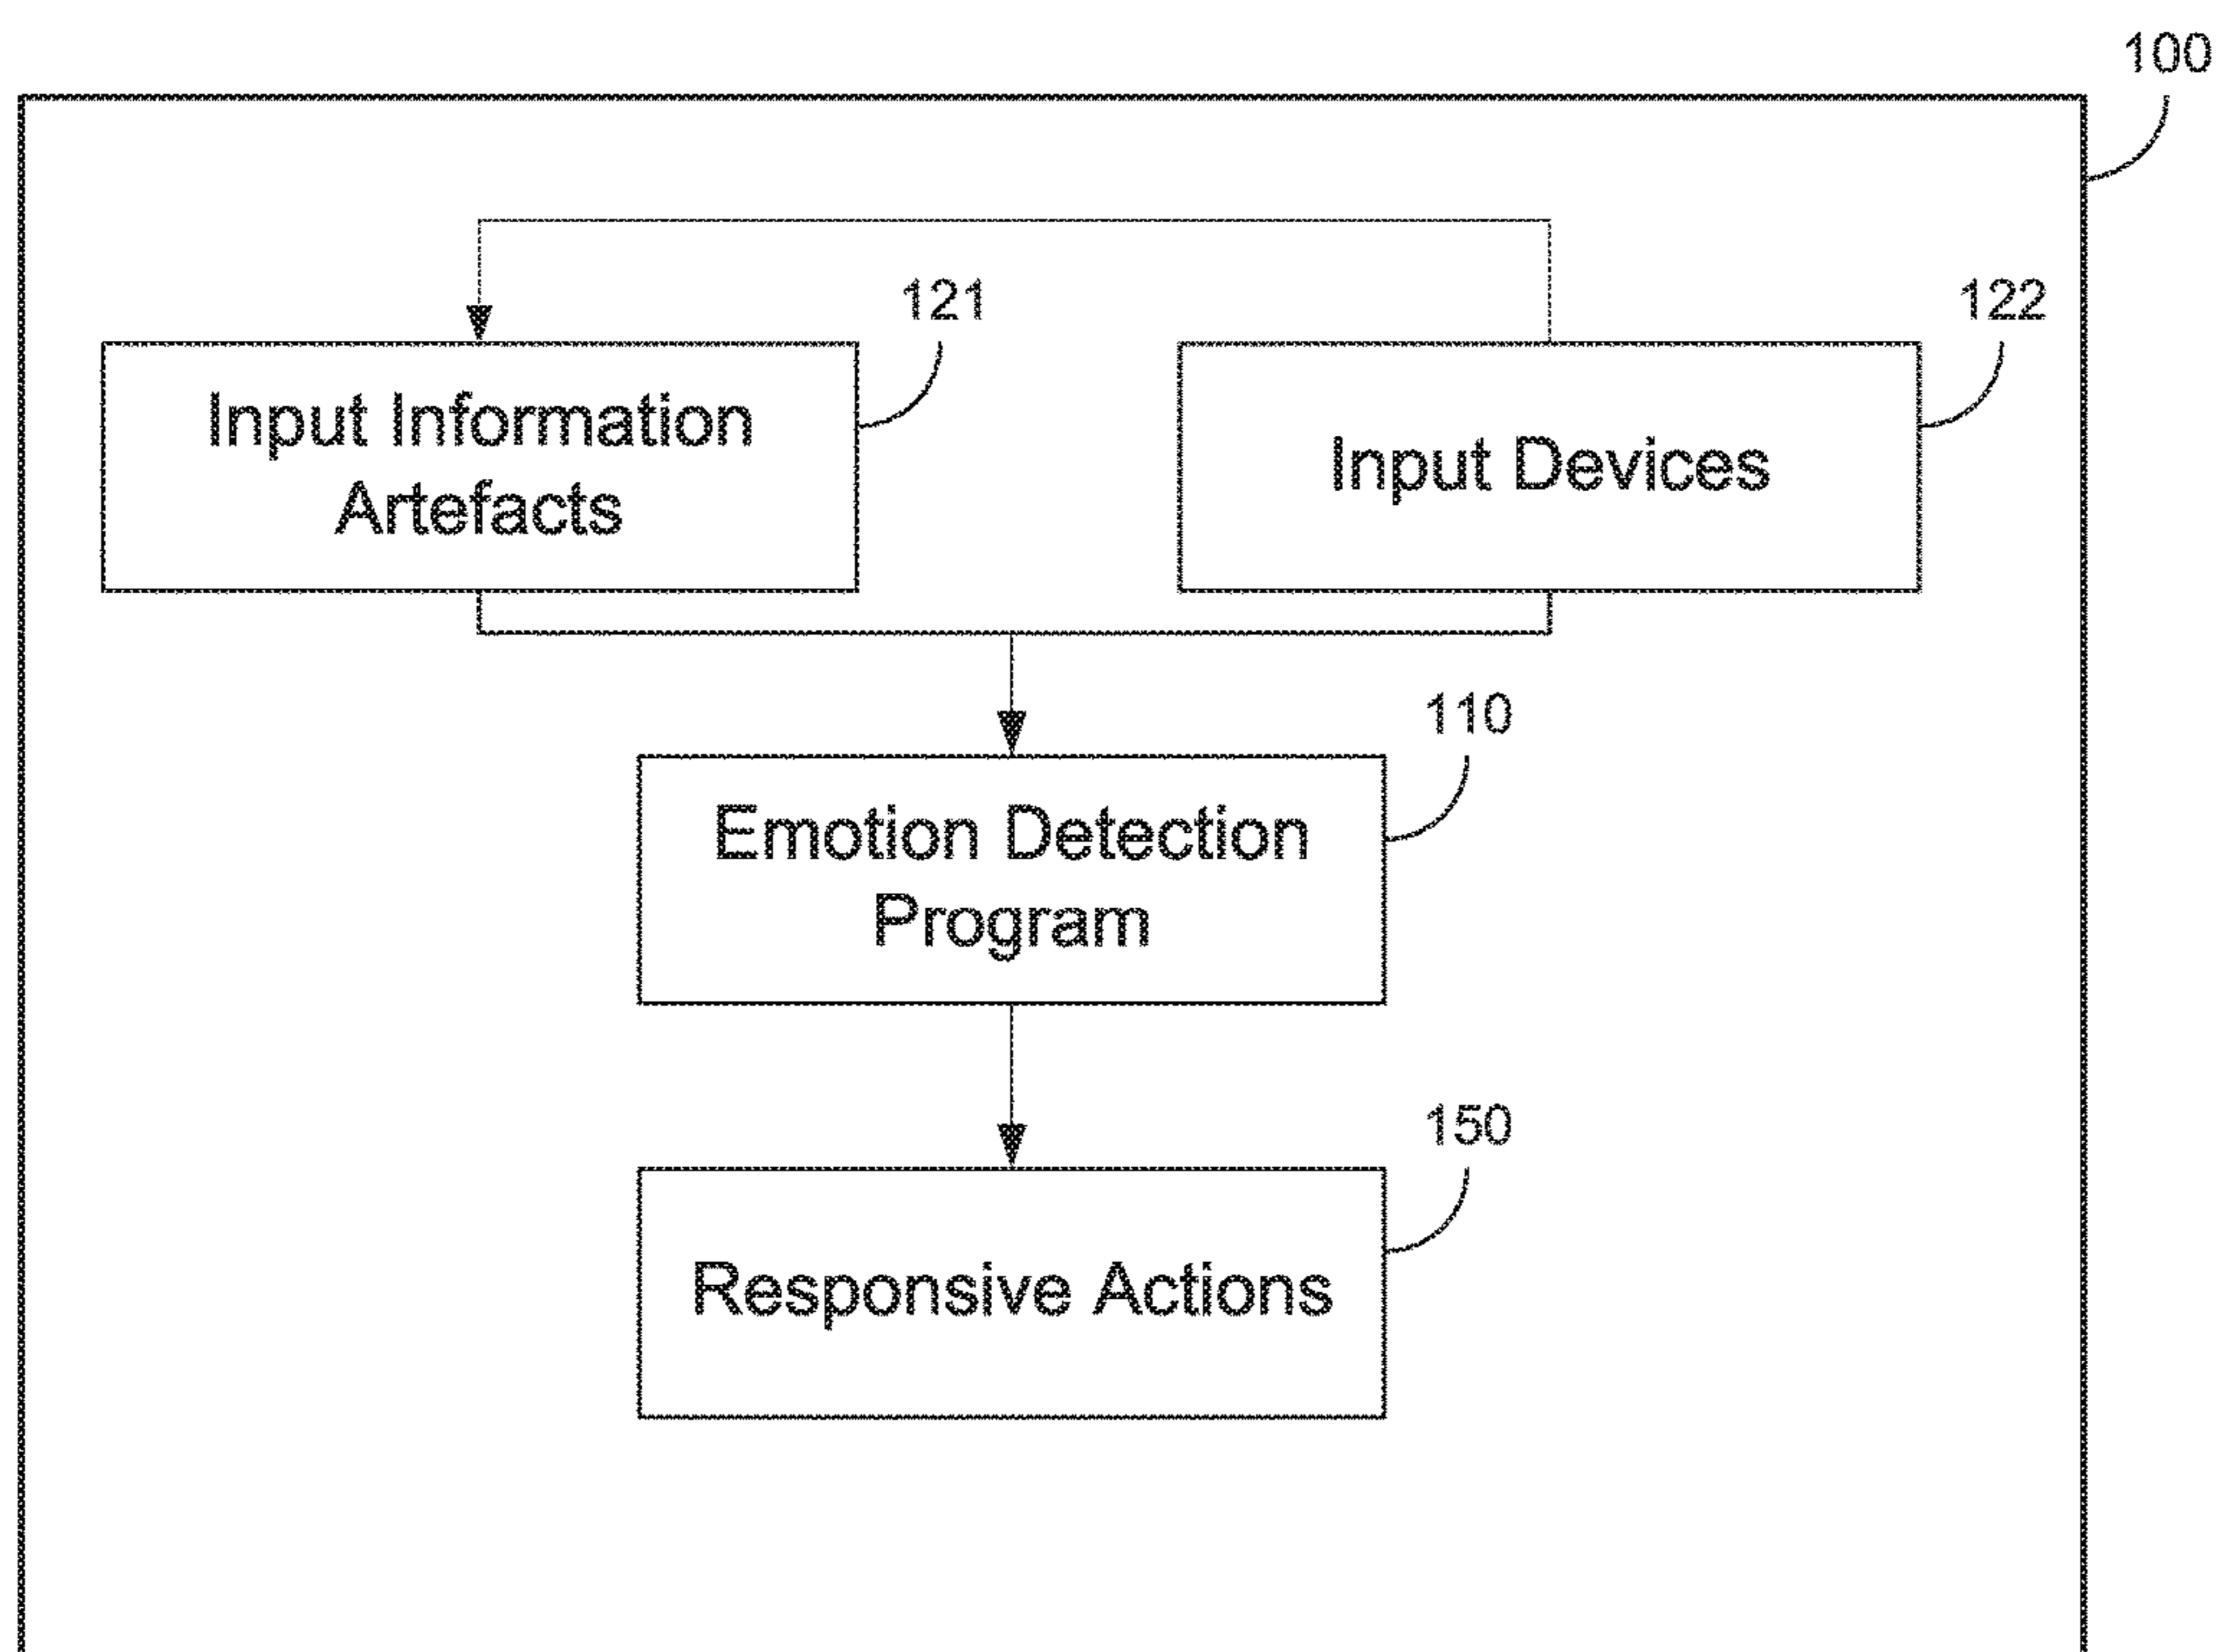 100
121
122
Input Information
Artefacts
Input Devices
110
Emotion Detection
Program
150
Responsive Actions